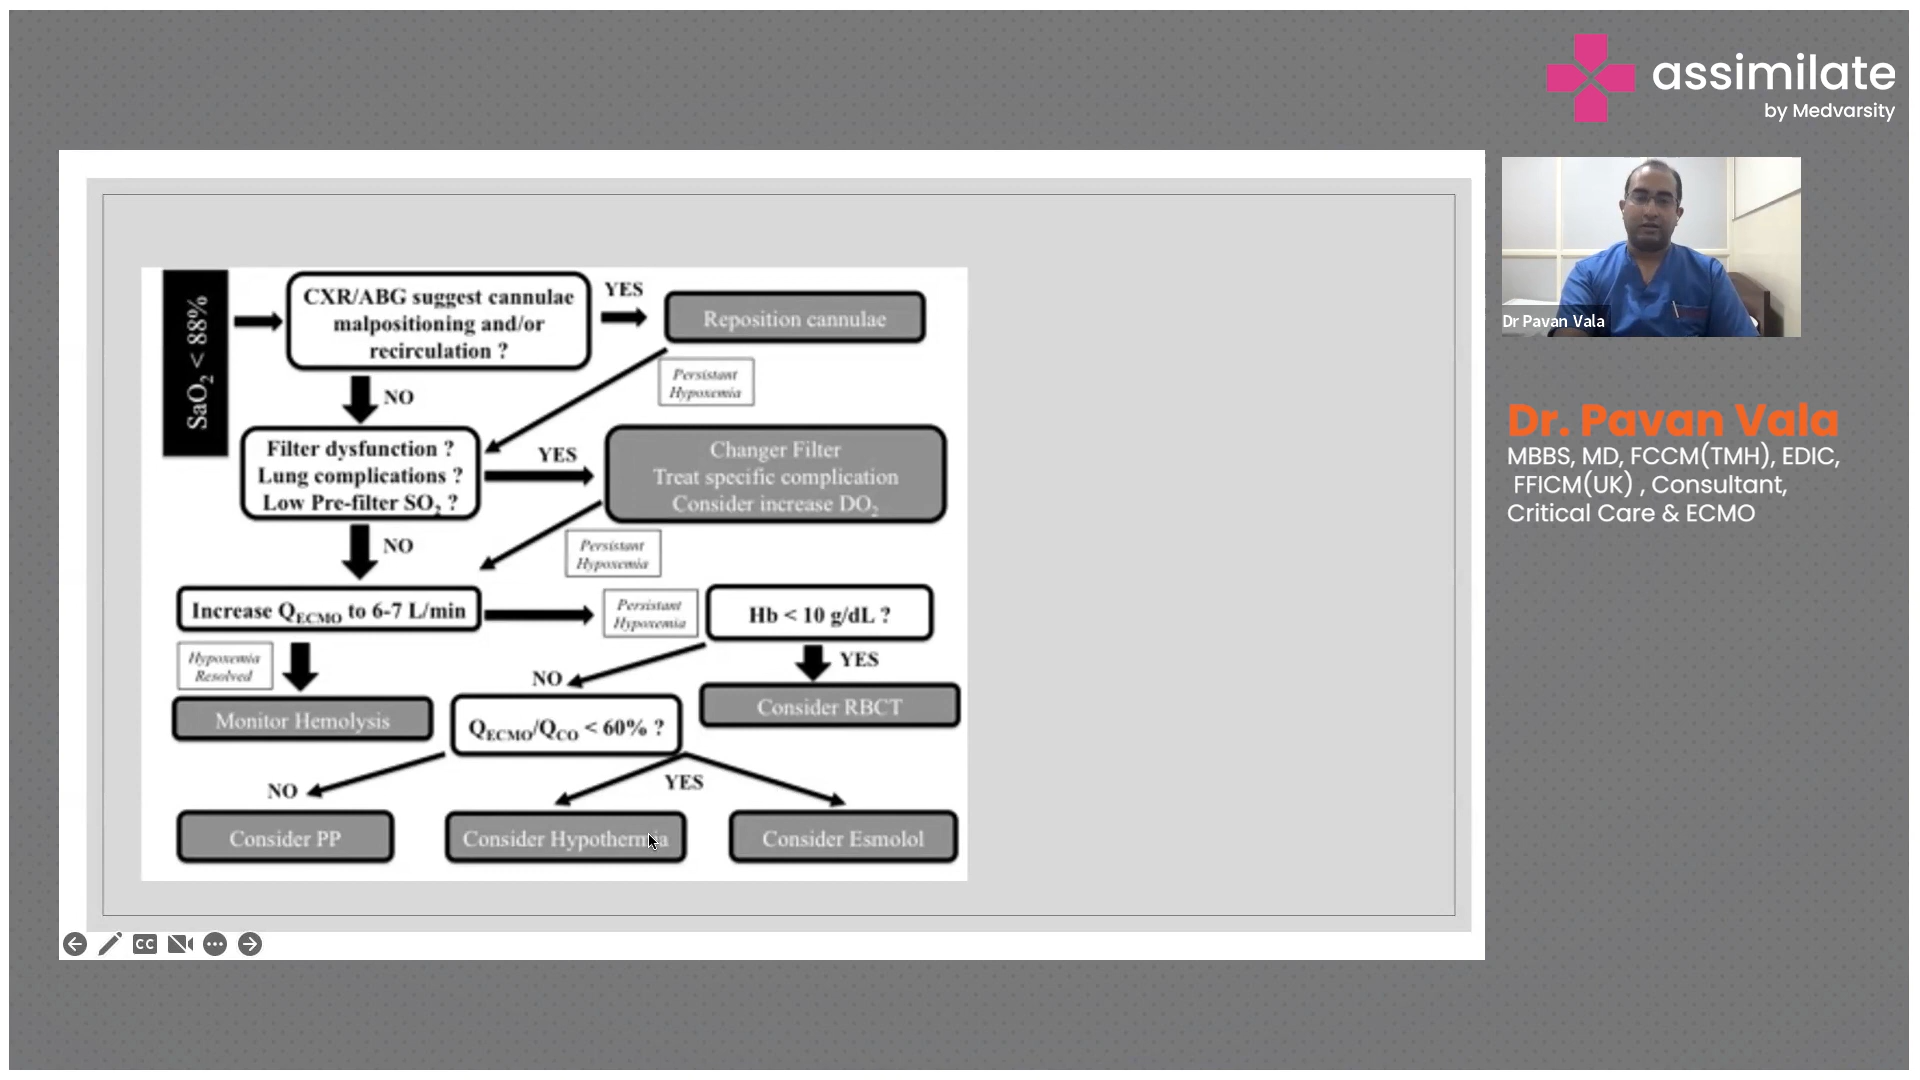 assimilate
by Medvarsity
SaO2 < 88%
CXR/ABG suggest cannulae
malpositioning and/or
recirculation ?
YES
Reposition cannulae
Persistant
Hypoxemia
NO
Filter dysfunction ?
Lung complications ?
Low Pre-filter SO2 ?
YES
Changer Filter
Treat specific complication
Consider increase DO2
Persistant
Hypoxemia
NO
Increase QECMO to 6-7 L/min
Persistant
Hypoxemia
Hb < 10 g/dL ?
Hypoxemia
Resolved
YES
NO
Monitor Hemolysis
QECMO/QCO < 60% ?
Consider RBCT
NO
YES
Consider PP
Consider Hypothermia
Consider Esmolol
CC
Dr Pavan Vala
Dr. Pavan Vala
MBBS, MD, FCCM(TMH), EDIC,
FFICM(UK) , Consultant,
Critical Care & ECMO